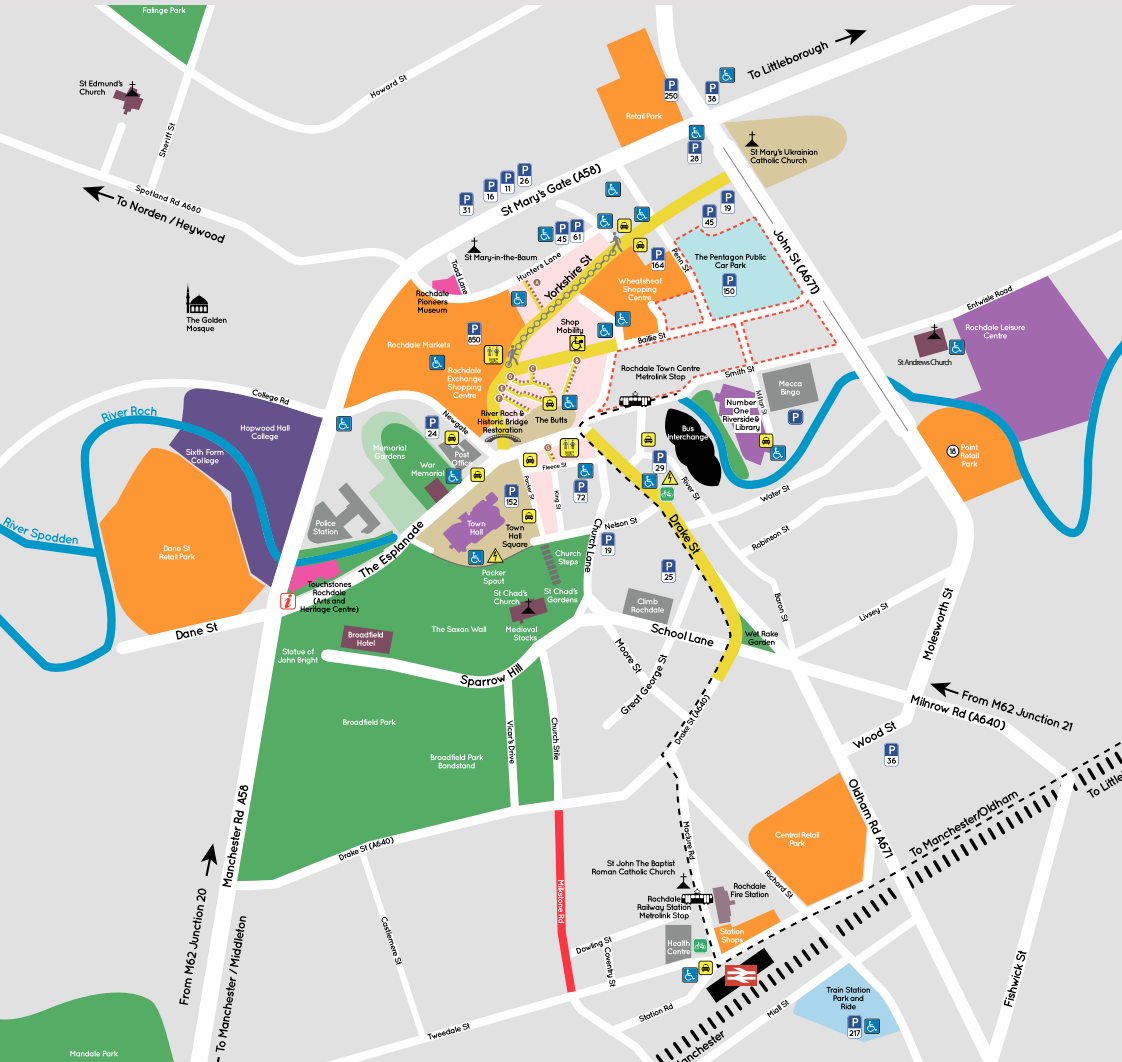 Falinge Park
St Edmund's
Church
Sheriff St
Howard St
To Littleborough
Retail Park
P
250
P
38
P
28
St Mary's Ukrainian
Catholic Church
Spotland Rd A680
To Norden / Heywood
P
31
P
16
P
11
P
26
St Mary's Gate (A58)
P
45
P
61
P
45
P
19
John St (A671)
St Mary-in-the-Baum
Toad Lane
Hunters Lane
Yorkshire St
Penn St
P
164
The Pentagon Public
Car Park
P
150
Wheatsheaf
Shopping
Centre
Rochdale
Pioneers
Museum
The Golden
Mosque
P
850
Rochdale Markets
Shop
Mobility
Baillie St
Entwisle Road
Rochdale Leisure
Centre
St Andrews Church
Rochdale
Exchange
Shopping
Centre
Rochdale Town Centre
Metrolink Stop
Smith St
Mecca
Bingo
P
College Rd
River Roch
Hopwood Hall
College
Sixth Form
College
P
24
Newgate
River Roch &
Historic Bridge
Restoration
The Butts
Number
One
Riverside &
Library
Bus
Interchange
Memorial
Gardens
War
Memorial
Post
Office
Fleece St
P
29
River St
Water St
18
Point
Retail
Park
Police
Station
P
152
Packer St
King St
P
72
Town
Hall
Town
Hall
Square
Nelson St
Drake St
Robinson St
River Spodden
Dane St
Retail Park
The Esplanade
Church Lane
P
19
Church
Steps
Packer
Spout
St Chad's
Gardens
P
25
Touchstones
Rochdale
(Arts and
Heritage Centre)
i
St Chad's
Church
Medieval
Stocks
Climb
Rochdale
Baron St
Livsey St
Molesworth St
Dane St
The Saxon Wall
Broadfield
Hotel
School Lane
Wet Rake
Garden
Statue of
John Bright
Sparrow Hill
Moore St
Great George St
From M62 Junction 21
Milnrow Rd (A640)
Broadfield Park
Vicar's Drive
Church Stile
Drake St (A640)
Wood St
P
36
Broadfield Park
Bandstand
To Little
Manchester Rd A58
Drake St (A640)
Oldham Rd A671
To Manchester/Oldham
Maclure Rd
Central Retail
Park
Milkstone Rd
St John The Baptist
Roman Catholic Church
Richard St
Rochdale
Railway Station
Metrolink Stop
Rochdale
Fire Station
Castlemere St
Dowling St
Coventry St
Health
Centre
Station
Shops
From M62 Junction 20
To Manchester / Middleton
Fishwick St
Train Station
Park and
Ride
P
217
Station Rd
Miall St
Tweedale St
anchester
Mandale Park